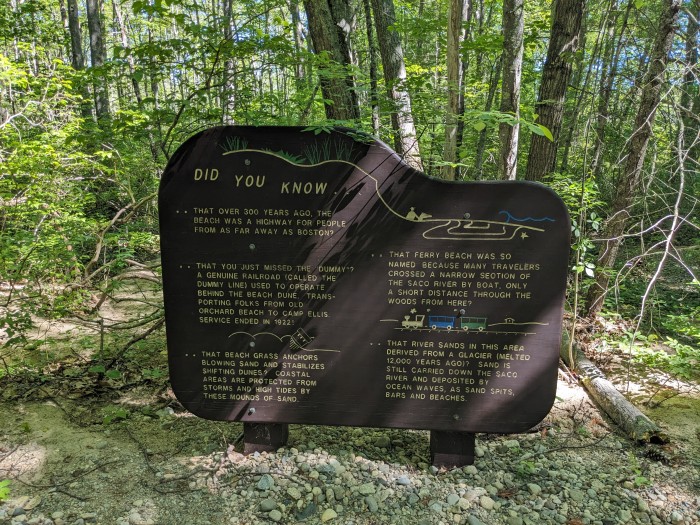 DID YOU KNOW
.. THAT OVER 300 YEARS AGO, THE
BEACH WAS A HIGHWAY FOR PEOPLE
FROM AS FAR AWAY AS BOSTON?
.. THAT YOU JUST MISSED THE "DUMMY"?
A GENUINE RAILROAD (CALLED THE
DUMMY LINE) USED TO OPERATE
BEHIND THE BEACH DUNE, TRANS-
PORTING FOLKS FROM OLD
ORCHARD BEACH TO CAMP ELLIS.
SERVICE ENDED IN 1922!
.. THAT BEACH GRASS ANCHORS
BLOWING SAND AND STABILIZES
SHIFTING DUNES? COASTAL
AREAS ARE PROTECTED FROM
STORMS AND HIGH TIDES BY
THESE MOUNDS OF SAND.
.. THAT FERRY BEACH WAS SO
NAMED BECAUSE MANY TRAVELERS
CROSSED A NARROW SECTION OF
THE SACO RIVER BY BOAT, ONLY
A SHORT DISTANCE THROUGH THE
WOODS FROM HERE?
.. THAT RIVER SANDS IN THIS AREA
DERIVED FROM A GLACIER (MELTED
12,000 YEARS AGO)? SAND IS
STILL CARRIED DOWN THE SACO
RIVER AND DEPOSITED BY
OCEAN WAVES, AS SAND SPITS,
BARS AND BEACHES.